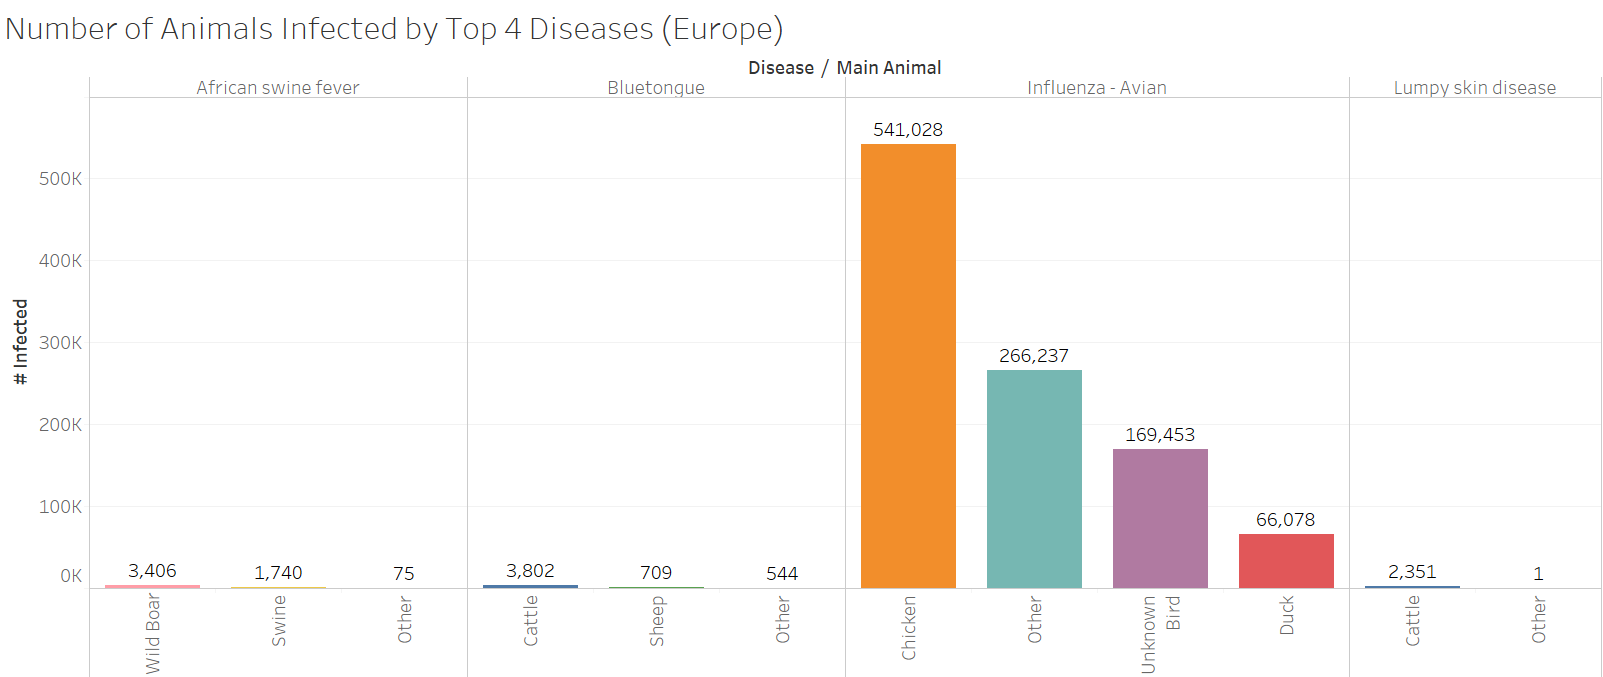 Number of Animals Infected by Top 4 Diseases (Europe)
Disease / Main Animal
African swine fever
Bluetongue
Influenza - Avian
Lumpy skin disease
# Infected
500K
400K
300K
200K
100K
0K
3,406
1,740
75
3,802
709
544
541,028
266,237
169,453
66,078
2,351
1
Wild Boar
Swine
Other
Cattle
Sheep
Other
Chicken
Other
Unknown
Bird
Duck
Cattle
Other